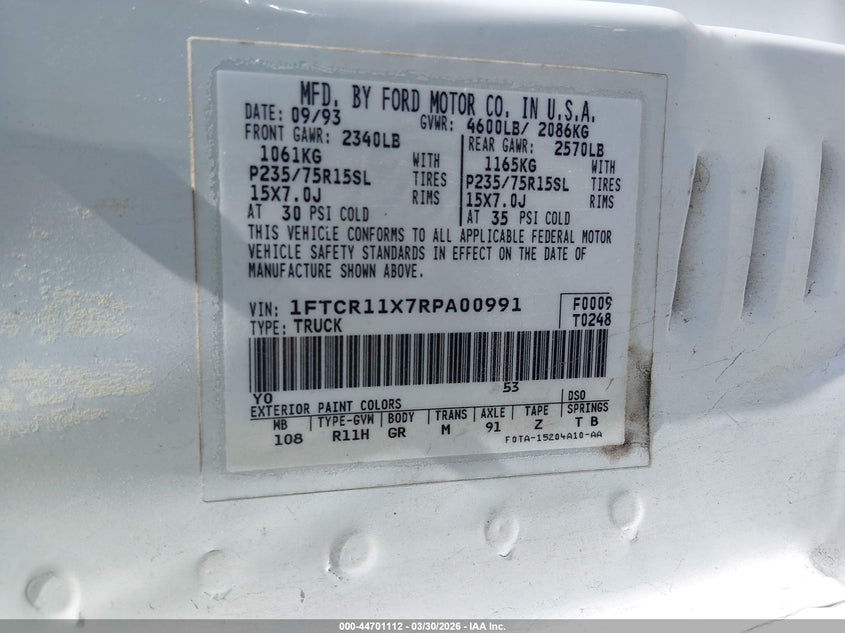 MFD. BY FORD MOTOR CO. IN U.S.A.
DATE: 09/93 GVWR: 4600LB/ 2086KG
FRONT GAWR: 2340LB REAR GAWR: 2570LB
1061KG WITH 1165KG WITH
P235/75R15SL TIRES P235/75R15SL TIRES
15X7.0J RIMS 15X7.0J RIMS
AT 30 PSI COLD AT 35 PSI COLD
THIS VEHICLE CONFORMS TO ALL APPLICABLE FEDERAL MOTOR
VEHICLE SAFETY STANDARDS IN EFFECT ON THE DATE OF
MANUFACTURE SHOWN ABOVE.
VIN: 1FTCR11X7RPA00991 F0009
TYPE: TRUCK T0248
YO 53
EXTERIOR PAINT COLORS DSO
WB TYPE-GVW BODY TRANS AXLE TAPE SPRINGS
108 R11H GR M 91 Z T B
F0TA-15204A10-AA
000-44701112 - 03/30/2026 - IAA Inc.